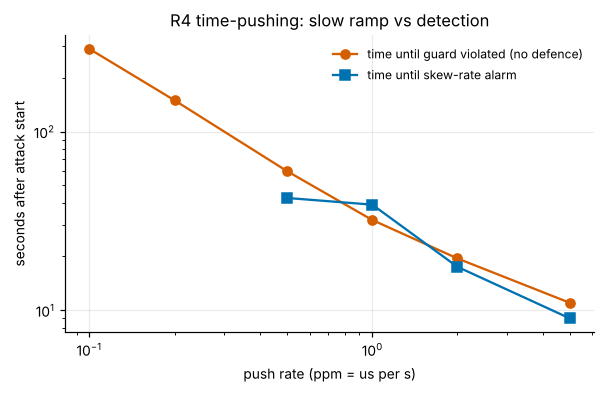 R4 time-pushing: slow ramp vs detection
time until guard violated (no defence)
time until skew-rate alarm
seconds after attack start
10²
10¹
10⁻¹
10⁰
push rate (ppm = us per s)